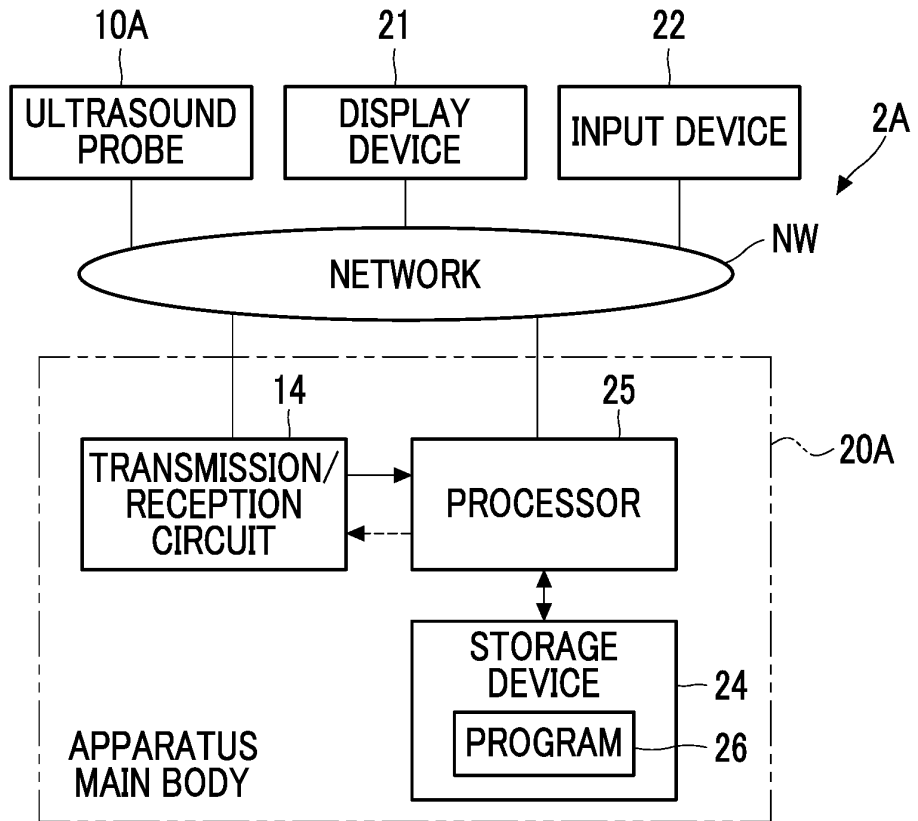 10A
21
22
ULTRASOUND
PROBE
DISPLAY
DEVICE
INPUT DEVICE
2A
NW
NETWORK
14
25
TRANSMISSION/
RECEPTION
CIRCUIT
PROCESSOR
20A
STORAGE
DEVICE
24
PROGRAM
26
APPARATUS
MAIN BODY